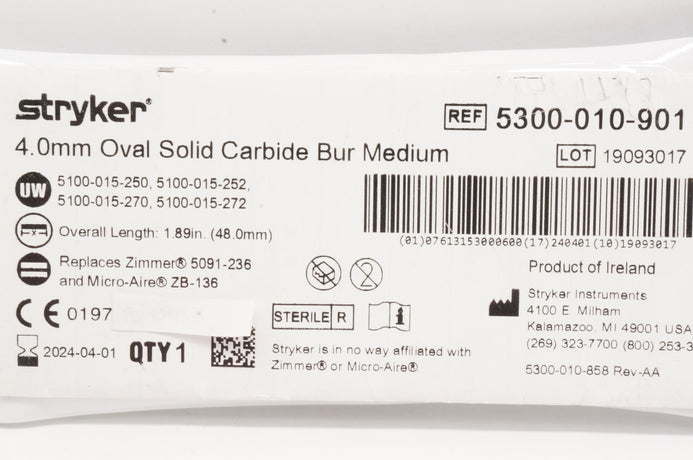 stryker®
REF 5300-010-901
4.0mm Oval Solid Carbide Bur Medium
LOT 19093017
UW 5100-015-250, 5100-015-252,
5100-015-270, 5100-015-272
(01)07613153000600(17)240401(10)19093017
Overall Length: 1.89in. (48.0mm)
Replaces Zimmer® 5091-236
and Micro-Aire® ZB-136
Product of Ireland
Stryker Instruments
4100 E. Milham
Kalamazoo, MI 49001 USA
(269) 323-7700 (800) 253-3
CE 0197
STERILE R
2024-04-01 QTY 1
Stryker is in no way affiliated with
Zimmer® or Micro-Aire®
5300-010-858 Rev-AA